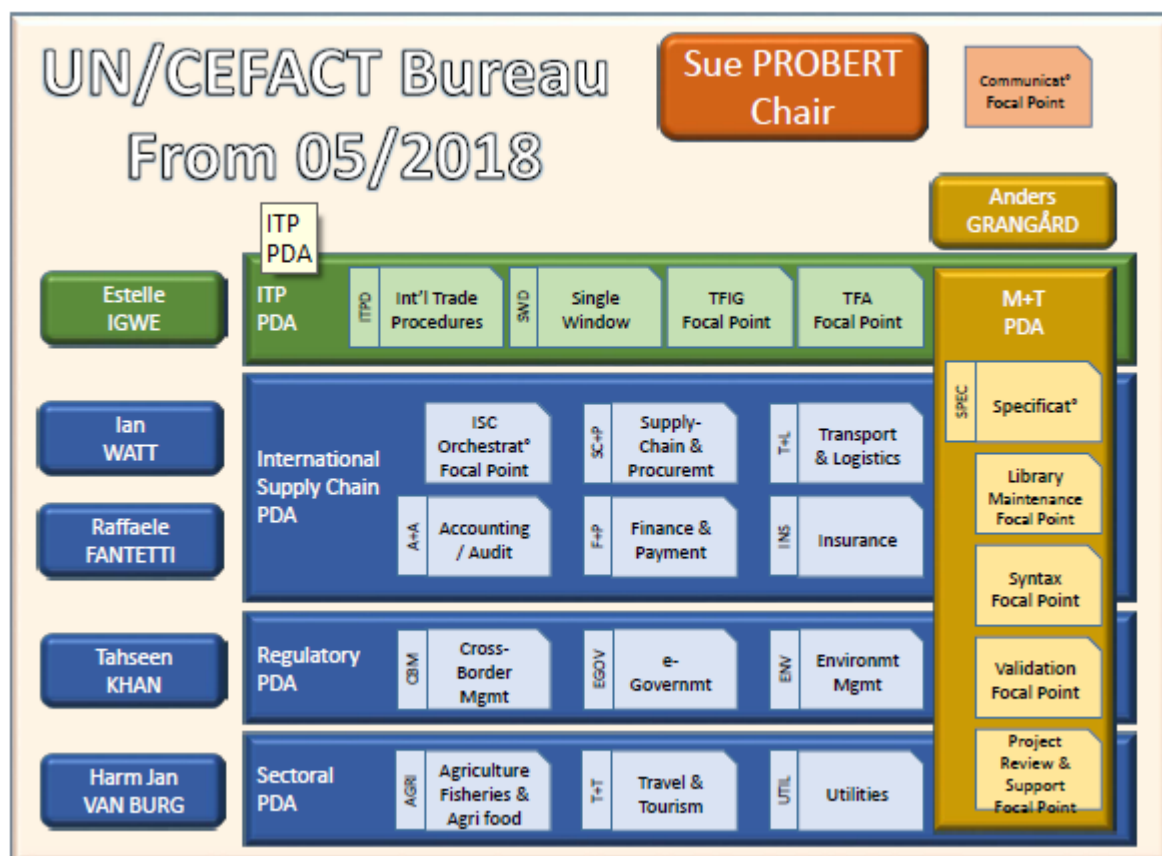 UN/CEFACT Bureau
From 05/2018
Sue PROBERT
Chair
Communicat°
Focal Point
Anders
GRANGÅRD
ITP
PDA
Estelle
IGWE
ITP
PDA
ITPD
Int'l Trade
Procedures
SWD
Single
Window
TFIG
Focal Point
TFA
Focal Point
M+T
PDA
SPEC
Specificat°
Library
Maintenance
Focal Point
Syntax
Focal Point
Validation
Focal Point
Project
Review &
Support
Focal Point
Ian
WATT
Raffaele
FANTETTI
International
Supply Chain
PDA
ISC
Orchestrat°
Focal Point
SC+P
Supply-
Chain &
Procuremt
T+L
Transport
& Logistics
A+A
Accounting
/ Audit
F+P
Finance &
Payment
INS
Insurance
Tahseen
KHAN
Regulatory
PDA
CBM
Cross-
Border
Mgmt
EGOV
e-
Governmt
ENV
Environmt
Mgmt
Harm Jan
VAN BURG
Sectoral
PDA
AGRI
Agriculture
Fisheries &
Agri food
T+T
Travel &
Tourism
UTIL
Utilities